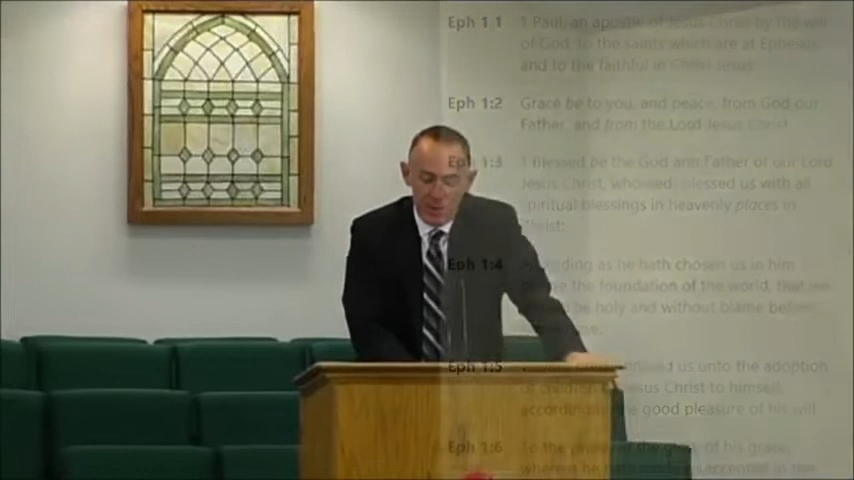 Eph 1:1 ¶ Paul, an apostle of Jesus Christ by the will
of God, to the saints which are at Ephesus,
and to the faithful in Christ Jesus:
Eph 1:2 Grace be to you, and peace, from God our
Father, and from the Lord Jesus Christ.
Eph 1:3 ¶ Blessed be the God and Father of our Lord
Jesus Christ, who blessed us with all
spiritual blessings in heavenly places in
Christ:
Eph 1:4 as he hath chosen us in him
the foundation of the world, that we
be holy and without blame before
Eph 1:5 us unto the adoption
of children Jesus Christ to himself,
according the good pleasure of his will
Eph 1:6 To the of his grace,
wherein he hath accepted in the